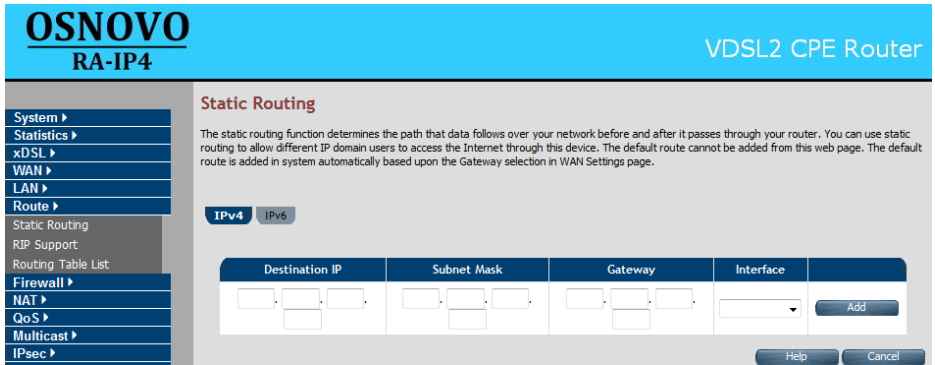 OSNOVO
RA-IP4
VDSL2 CPE Router
System
Statistics
xDSL
WAN
LAN
Route
Static Routing
RIP Support
Routing Table List
Firewall
NAT
QoS
Multicast
IPsec
Static Routing
The static routing function determines the path that data follows over your network before and after it passes through your router. You can use static
routing to allow different IP domain users to access the Internet through this device. The default route cannot be added from this web page. The default
route is added in system automatically based upon the Gateway selection in WAN Settings page.
IPv4 IPv6
Destination IP Subnet Mask Gateway Interface
. . . . . . . . .
Add
Help Cancel